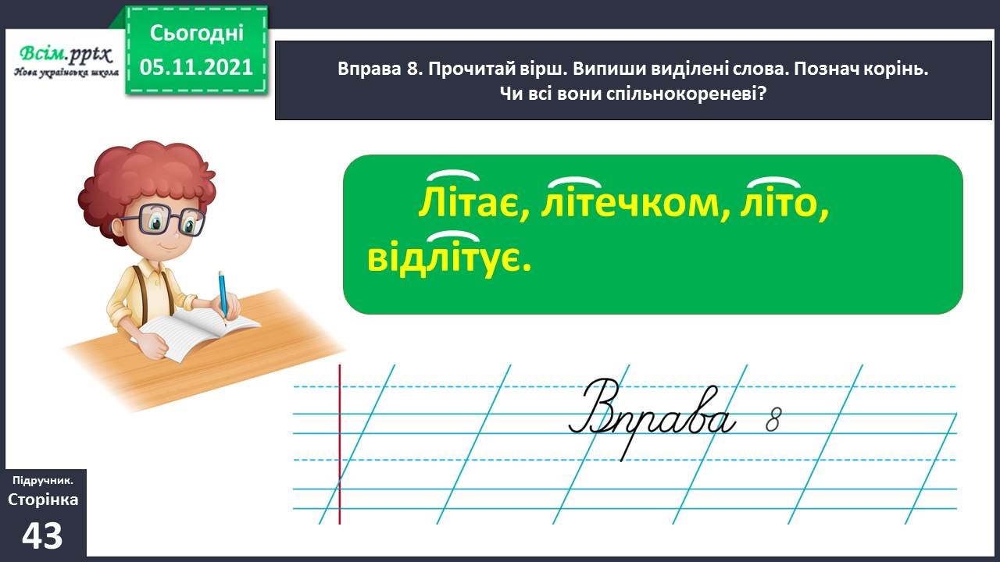 Всім.pptx
Нова українська школа
Сьогодні
05.11.2021
Вправа 8. Прочитай вірш. Випиши виділені слова. Познач корінь.
Чи всі вони спільнокореневі?
Літає, літечком, літо,
відлітує.
Вправа 8
Підручник.
Сторінка
43